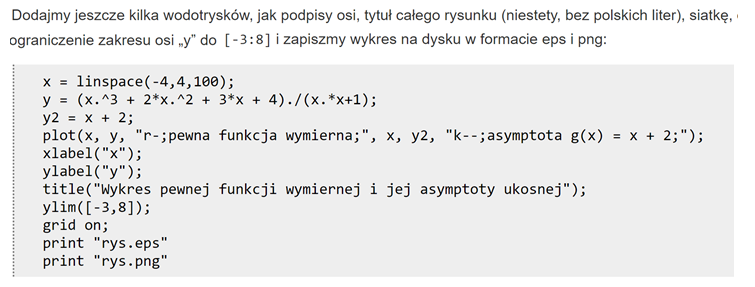 Dodajmy jeszcze kilka wodotrysków, jak podpisy osi, tytuł całego rysunku (niestety, bez polskich liter), siatkę,
ograniczenie zakresu osi „y” do [-3:8] i zapiszmy wykres na dysku w formacie eps i png:
x = linspace(-4,4,100);
y = (x.^3 + 2*x.^2 + 3*x + 4)./(x.*x+1);
y2 = x + 2;
plot(x, y, "r-;pewna funkcja wymierna;", x, y2, "k--;asymptota g(x) = x + 2;");
xlabel("x");
ylabel("y");
title("Wykres pewnej funkcji wymiernej i jej asymptoty ukosnej");
ylim([-3,8]);
grid on;
print "rys.eps"
print "rys.png"